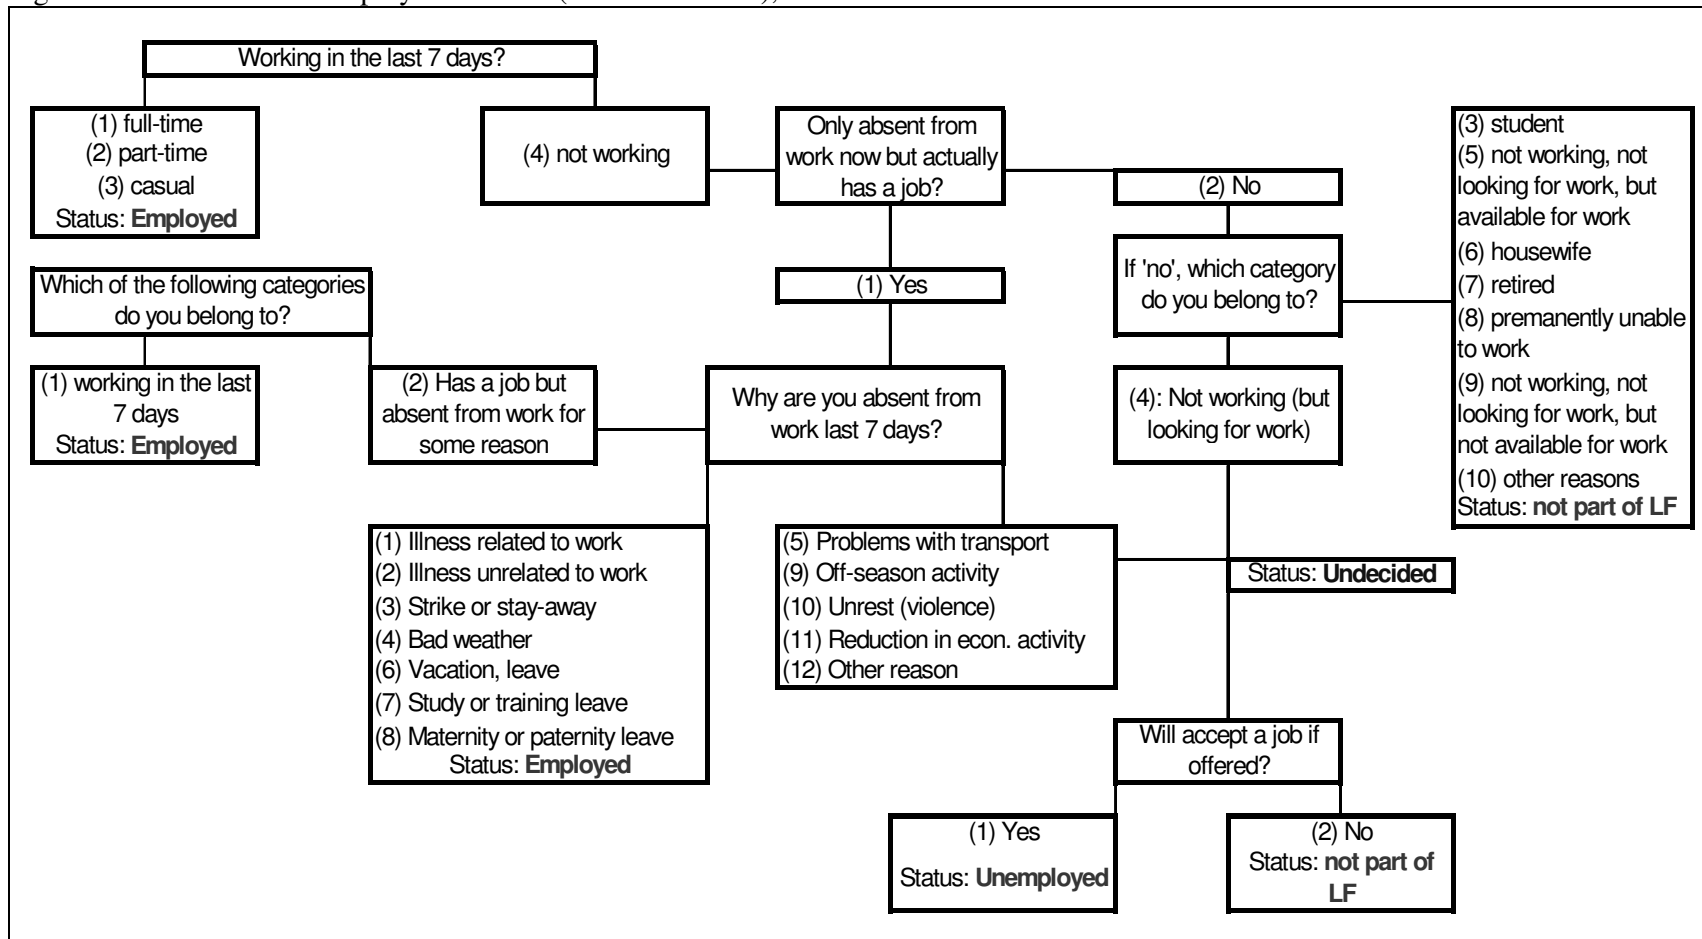 Working in the last 7 days?
(1) full-time
(2) part-time
(3) casual
Status: Employed
(4) not working
Only absent from
work now but actually
has a job?
(2) No
(3) student
(5) not working, not
looking for work, but
available for work
(6) housewife
(7) retired
(8) premanently unable
to work
(9) not working, not
looking for work, but
not available for work
(10) other reasons
Status: not part of LF
Which of the following categories
do you belong to?
(1) Yes
If 'no', which category
do you belong to?
(1) working in the last
7 days
Status: Employed
(2) Has a job but
absent from work for
some reason
Why are you absent from
work last 7 days?
(4): Not working (but
looking for work)
(1) Illness related to work
(2) Illness unrelated to work
(3) Strike or stay-away
(4) Bad weather
(6) Vacation, leave
(7) Study or training leave
(8) Maternity or paternity leave
Status: Employed
(5) Problems with transport
(9) Off-season activity
(10) Unrest (violence)
(11) Reduction in econ. activity
(12) Other reason
Status: Undecided
Will accept a job if
offered?
(1) Yes
Status: Unemployed
(2) No
Status: not part of
LF